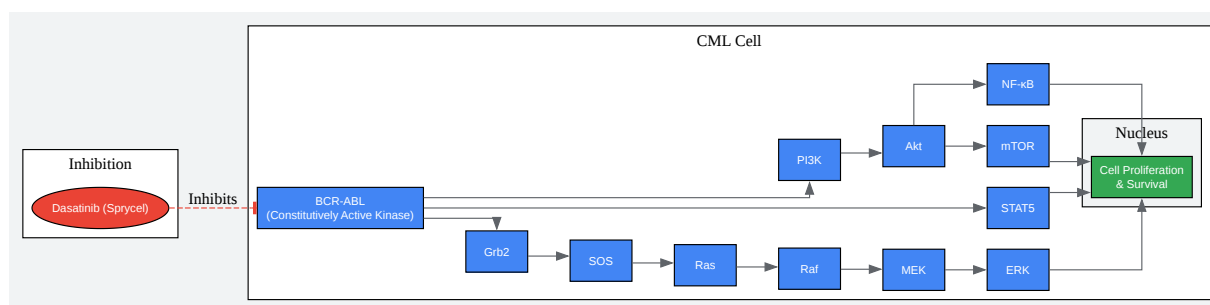 CML Cell
NF-κB
Nucleus
Inhibition
PI3K
Akt
mTOR
Cell Proliferation
& Survival
Dasatinib (Sprycel)
Inhibits
BCR-ABL
(Constitutively Active Kinase)
STAT5
Grb2
SOS
Ras
Raf
MEK
ERK